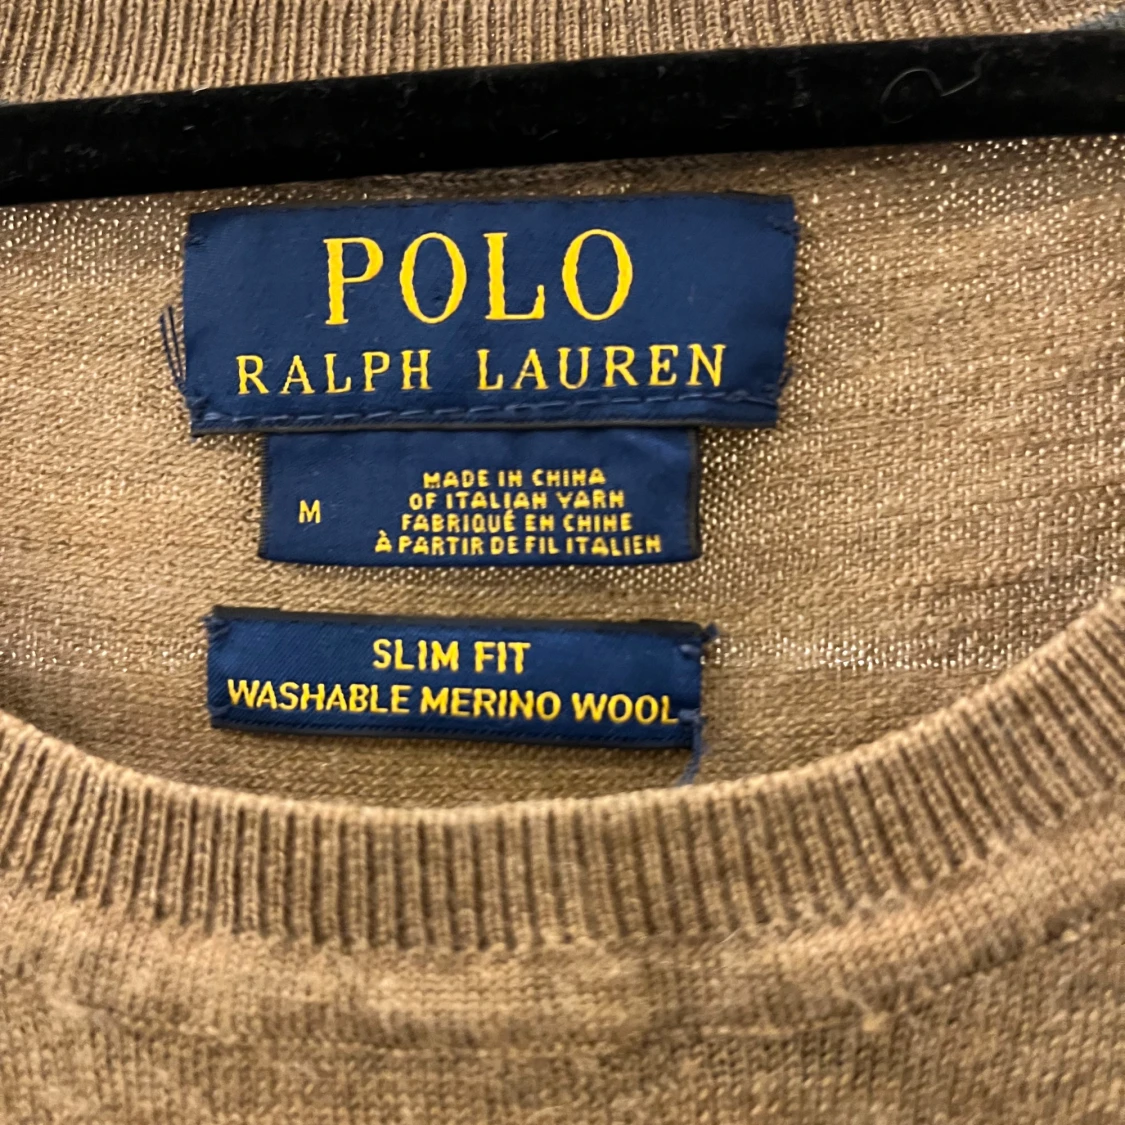 POLO
RALPH LAUREN
M
MADE IN CHINA
OF ITALIAN YARN
FABRIQUÉ EN CHINE
À PARTIR DE FIL ITALIEN
SLIM FIT
WASHABLE MERINO WOOL